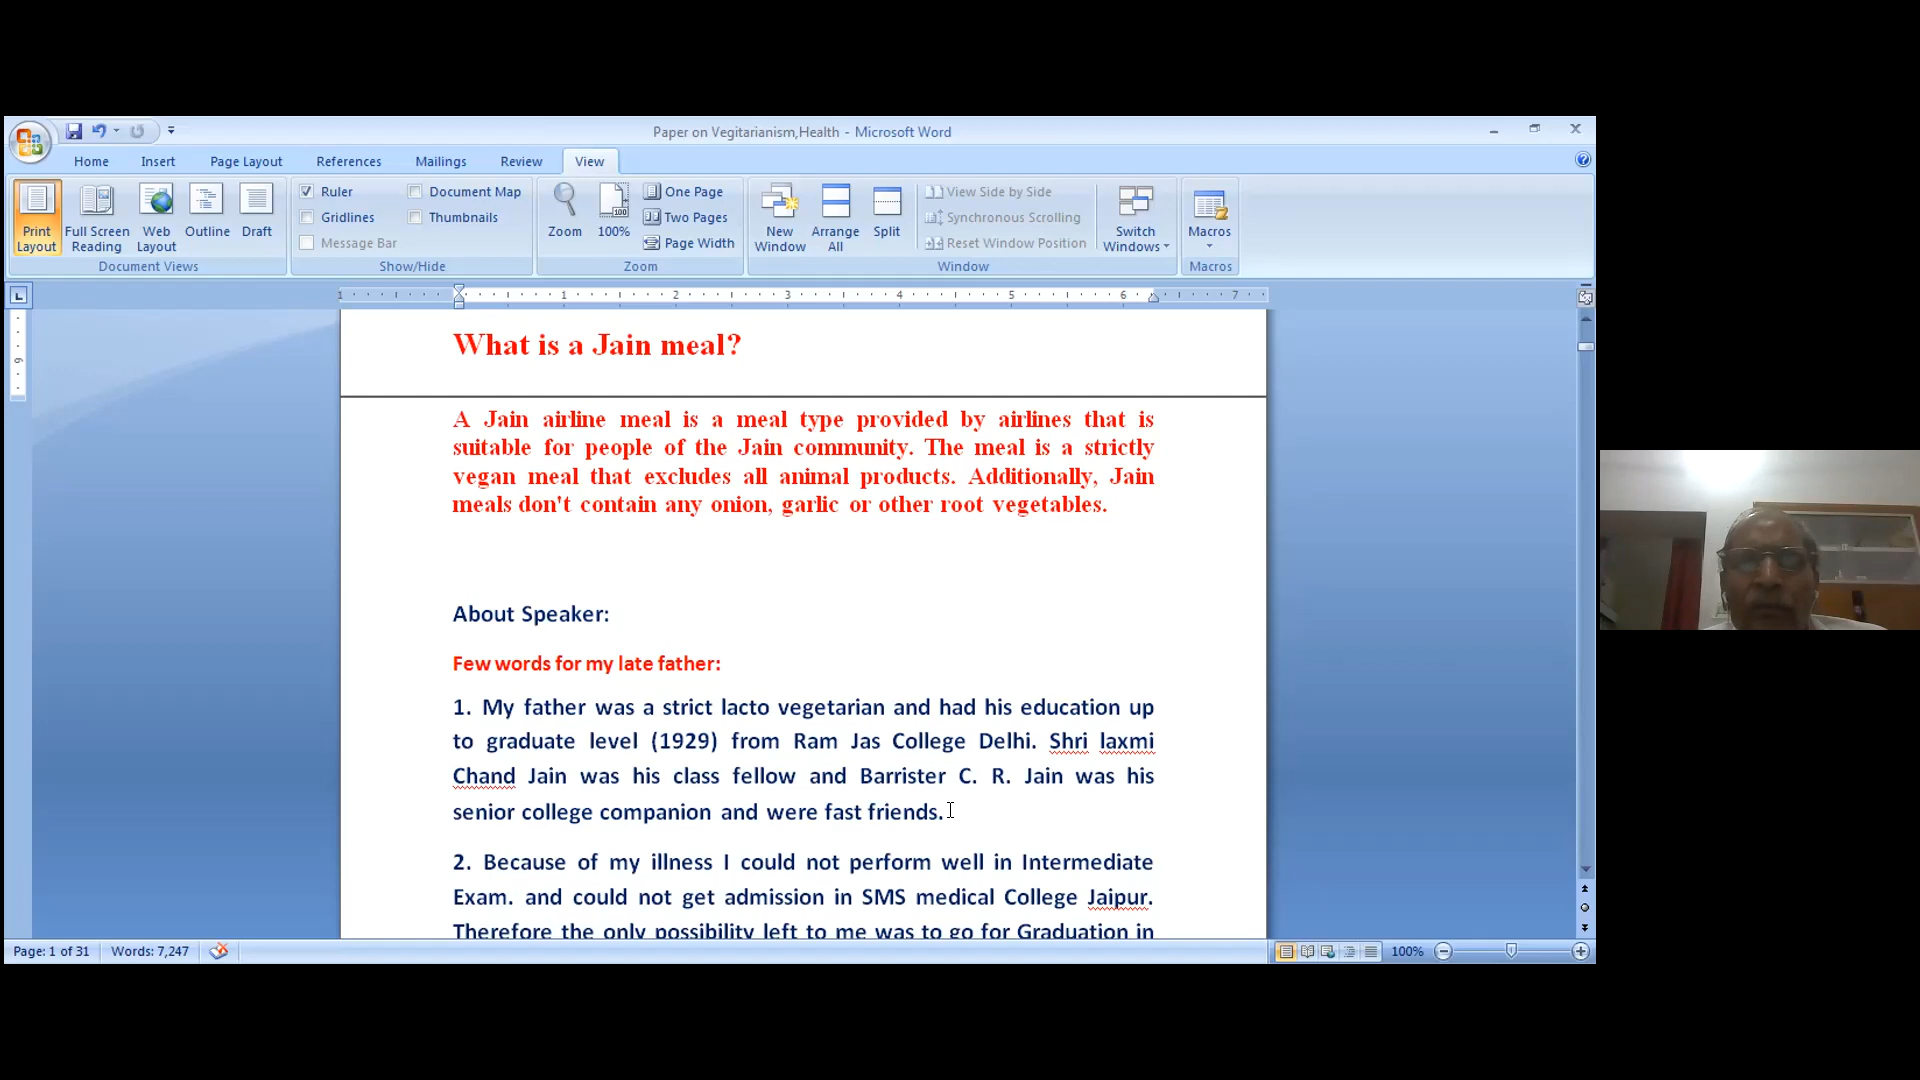 Paper on Vegitarianism,Health - Microsoft Word
Home Insert Page Layout References Mailings Review View
Print Layout
Full Screen Reading
Web Layout
Outline
Draft
Document Views
Ruler
Gridlines
Message Bar
Document Map
Thumbnails
Show/Hide
Zoom
100%
One Page
Two Pages
Page Width
Zoom
New Window
Arrange All
Split
View Side by Side
Synchronous Scrolling
Reset Window Position
Switch Windows
Window
Macros
Macros
1 1 2 3 4 5 6 7
What is a Jain meal?
A Jain airline meal is a meal type provided by airlines that is
suitable for people of the Jain community. The meal is a strictly
vegan meal that excludes all animal products. Additionally, Jain
meals don't contain any onion, garlic or other root vegetables.
About Speaker:
Few words for my late father:
1. My father was a strict lacto vegetarian and had his education up
to graduate level (1929) from Ram Jas College Delhi. Shri laxmi
Chand Jain was his class fellow and Barrister C. R. Jain was his
senior college companion and were fast friends.
2. Because of my illness I could not perform well in Intermediate
Exam. and could not get admission in SMS medical College Jaipur.
Therefore the only possibility left to me was to go for Graduation in
Page: 1 of 31 Words: 7,247 100%